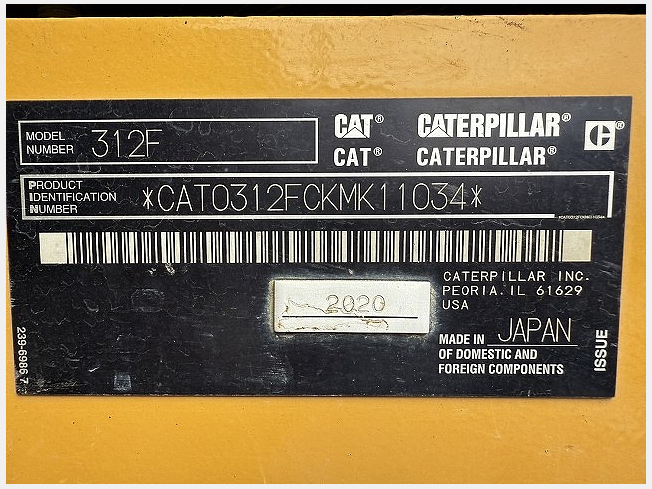 MODEL NUMBER 312F
CAT® CATERPILLAR® C®
CAT® CATERPILLAR®
PRODUCT
IDENTIFICATION
NUMBER
*CAT0312FCKMK11034*
*CAT0312FCKMK11034*
CATERPILLAR INC.
PEORIA. IL 61629
USA
2020
MADE IN JAPAN
OF DOMESTIC AND
FOREIGN COMPONENTS
ISSUE
239-6986 7